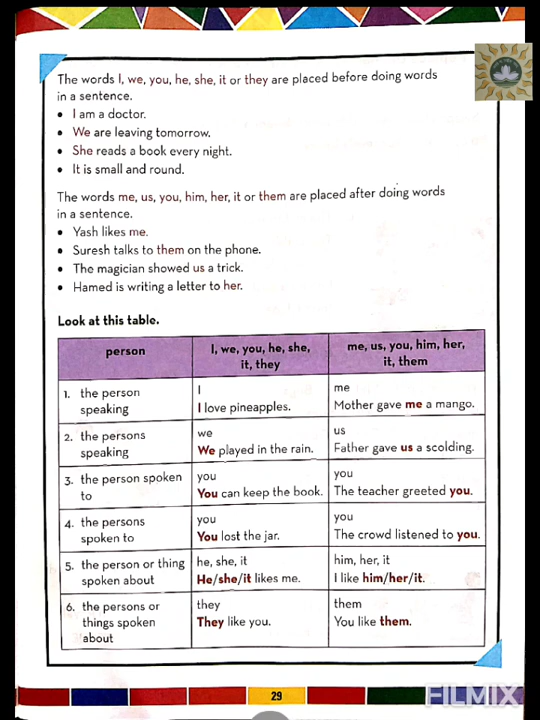 The words I, we, you, he, she, it or they are placed before doing words
in a sentence.
• I am a doctor.
• We are leaving tomorrow.
• She reads a book every night.
• It is small and round.
The words me, us, you, him, her, it or them are placed after doing words
in a sentence.
• Yash likes me.
• Suresh talks to them on the phone.
• The magician showed us a trick.
• Hamed is writing a letter to her.
Look at this table.
person
I, we, you, he, she,
it, they
me, us, you, him, her,
it, them
1. the person
speaking
I
I love pineapples.
me
Mother gave me a mango.
2. the persons
speaking
we
We played in the rain.
us
Father gave us a scolding.
3. the person spoken
to
you
You can keep the book.
you
The teacher greeted you.
4. the persons
spoken to
you
You lost the jar.
you
The crowd listened to you.
5. the person or thing
spoken about
he, she, it
He/she/it likes me.
him, her, it
I like him/her/it.
6. the persons or
things spoken
about
they
They like you.
them
You like them.
29
FILMIX